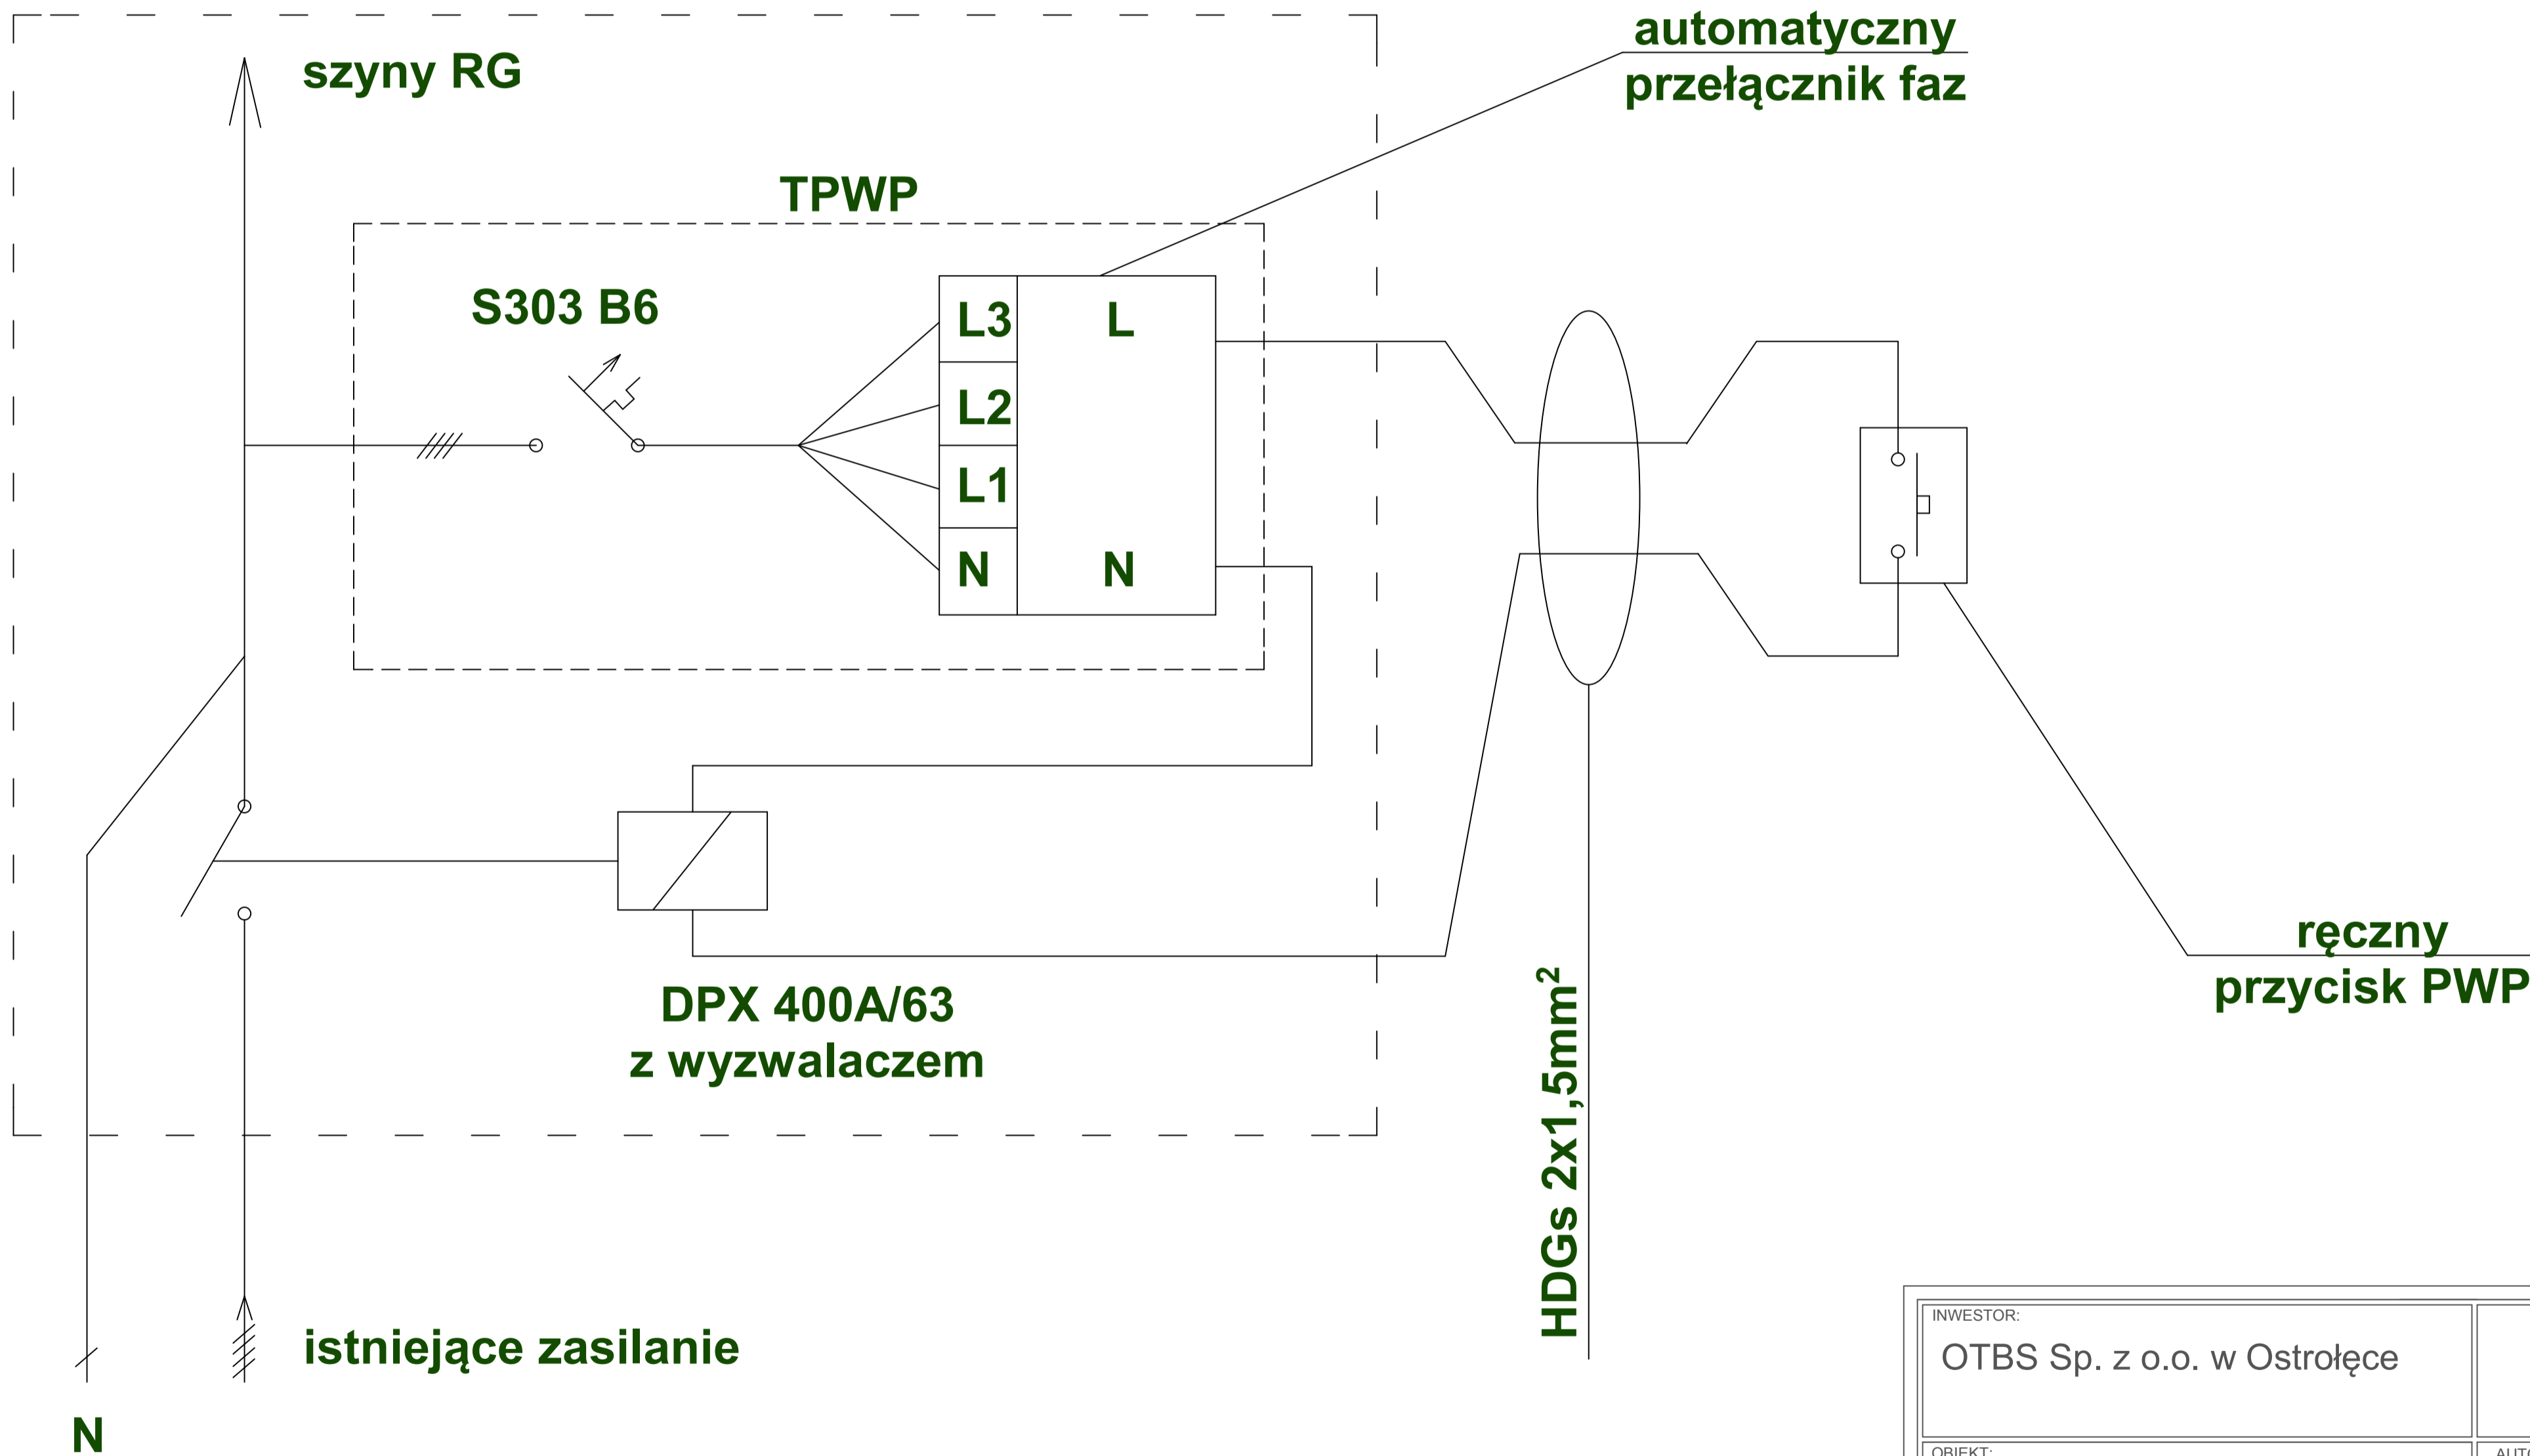 automatyczny
przełącznik faz
szyny RG
TPWP
S303 B6
L3
L
L2
L1
N
N
ręczny
przycisk PWP
DPX 400A/63
z wyzwalaczem
HDGs 2x1,5mm²
istniejące zasilanie
N
INWESTOR:
OTBS Sp. z o.o. w Ostrołęce